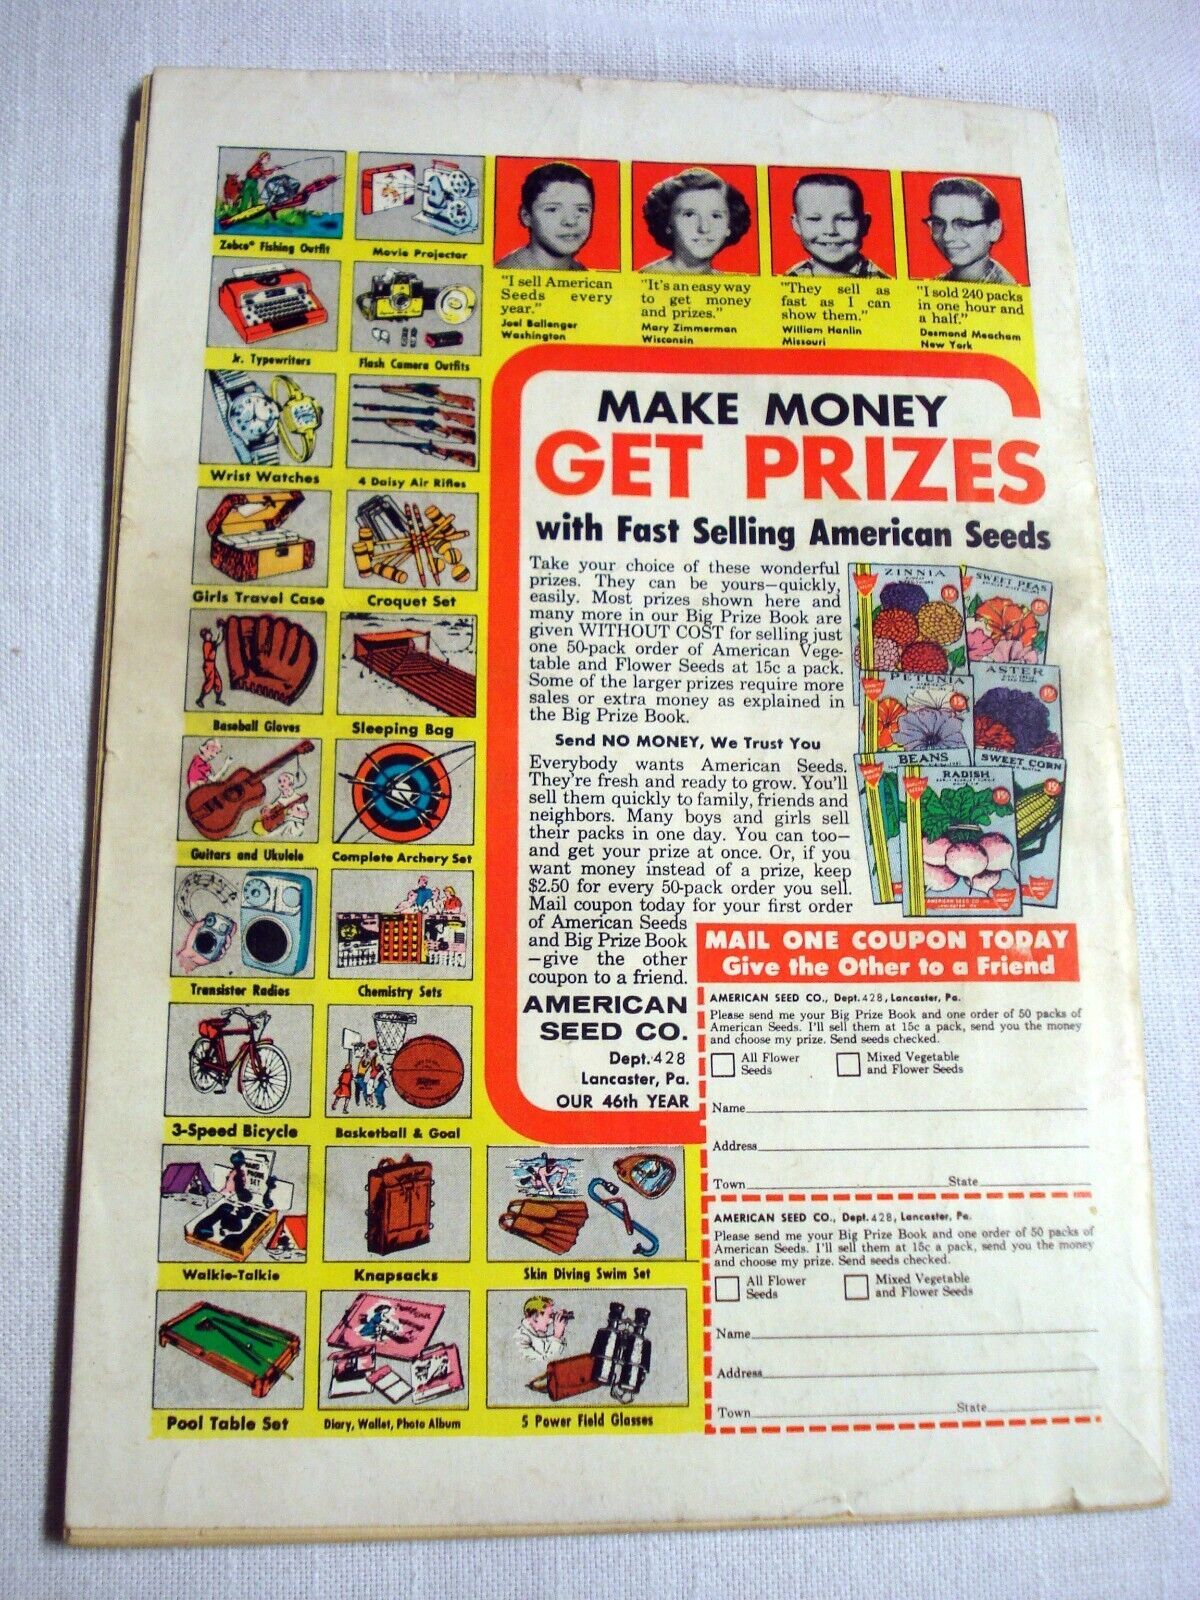 Zebco® Fishing Outfit
Movie Projector
Jr. Typewriters
Flash Camera Outfits
Wrist Watches
4 Daisy Air Rifles
Girls Travel Case
Croquet Set
Baseball Gloves
Sleeping Bag
Guitars and Ukulele
Complete Archery Set
Transistor Radios
Chemistry Sets
3-Speed Bicycle
Basketball & Goal
Walkie-Talkie
Knapsacks
Skin Diving Swim Set
Pool Table Set
Diary, Wallet, Photo Album
5 Power Field Glasses
"I sell American
Seeds every
year."
Joel Ballenger
Washington
"It's an easy way
to get money
and prizes."
Mary Zimmerman
Wisconsin
"They sell as
fast as I can
show them."
William Hanlin
Missouri
"I sold 240 packs
in one hour and
a half."
Desmond Meacham
New York
MAKE MONEY
GET PRIZES
with Fast Selling American Seeds
Take your choice of these wonderful
prizes. They can be yours—quickly,
easily. Most prizes shown here and
many more in our Big Prize Book are
given WITHOUT COST for selling just
one 50-pack order of American Vege-
table and Flower Seeds at 15c a pack.
Some of the larger prizes require more
sales or extra money as explained in
the Big Prize Book.
Send NO MONEY, We Trust You
Everybody wants American Seeds.
They're fresh and ready to grow. You'll
sell them quickly to family, friends and
neighbors. Many boys and girls sell
their packs in one day. You can too—
and get your prize at once. Or, if you
want money instead of a prize, keep
$2.50 for every 50-pack order you sell.
Mail coupon today for your first order
of American Seeds
and Big Prize Book
—give the other
coupon to a friend.
AMERICAN
SEED CO.
Dept. 428
Lancaster, Pa.
OUR 46th YEAR
ZINNIA
15¢
SWEET PEAS
15¢
PETUNIA
15¢
ASTER
15¢
BEANS
SWEET CORN
15¢
RADISH
15¢
AMERICAN SEED CO.
LANCASTER, PA.
MAIL ONE COUPON TODAY
Give the Other to a Friend
AMERICAN SEED CO., Dept. 428, Lancaster, Pa.
Please send me your Big Prize Book and one order of 50 packs of
American Seeds. I'll sell them at 15c a pack, send you the money
and choose my prize. Send seeds checked.
All Flower
Seeds
Mixed Vegetable
and Flower Seeds
Name
Address
Town State
AMERICAN SEED CO., Dept. 428, Lancaster, Pa.
Please send me your Big Prize Book and one order of 50 packs of
American Seeds. I'll sell them at 15c a pack, send you the money
and choose my prize. Send seeds checked.
All Flower
Seeds
Mixed Vegetable
and Flower Seeds
Name
Address
Town State